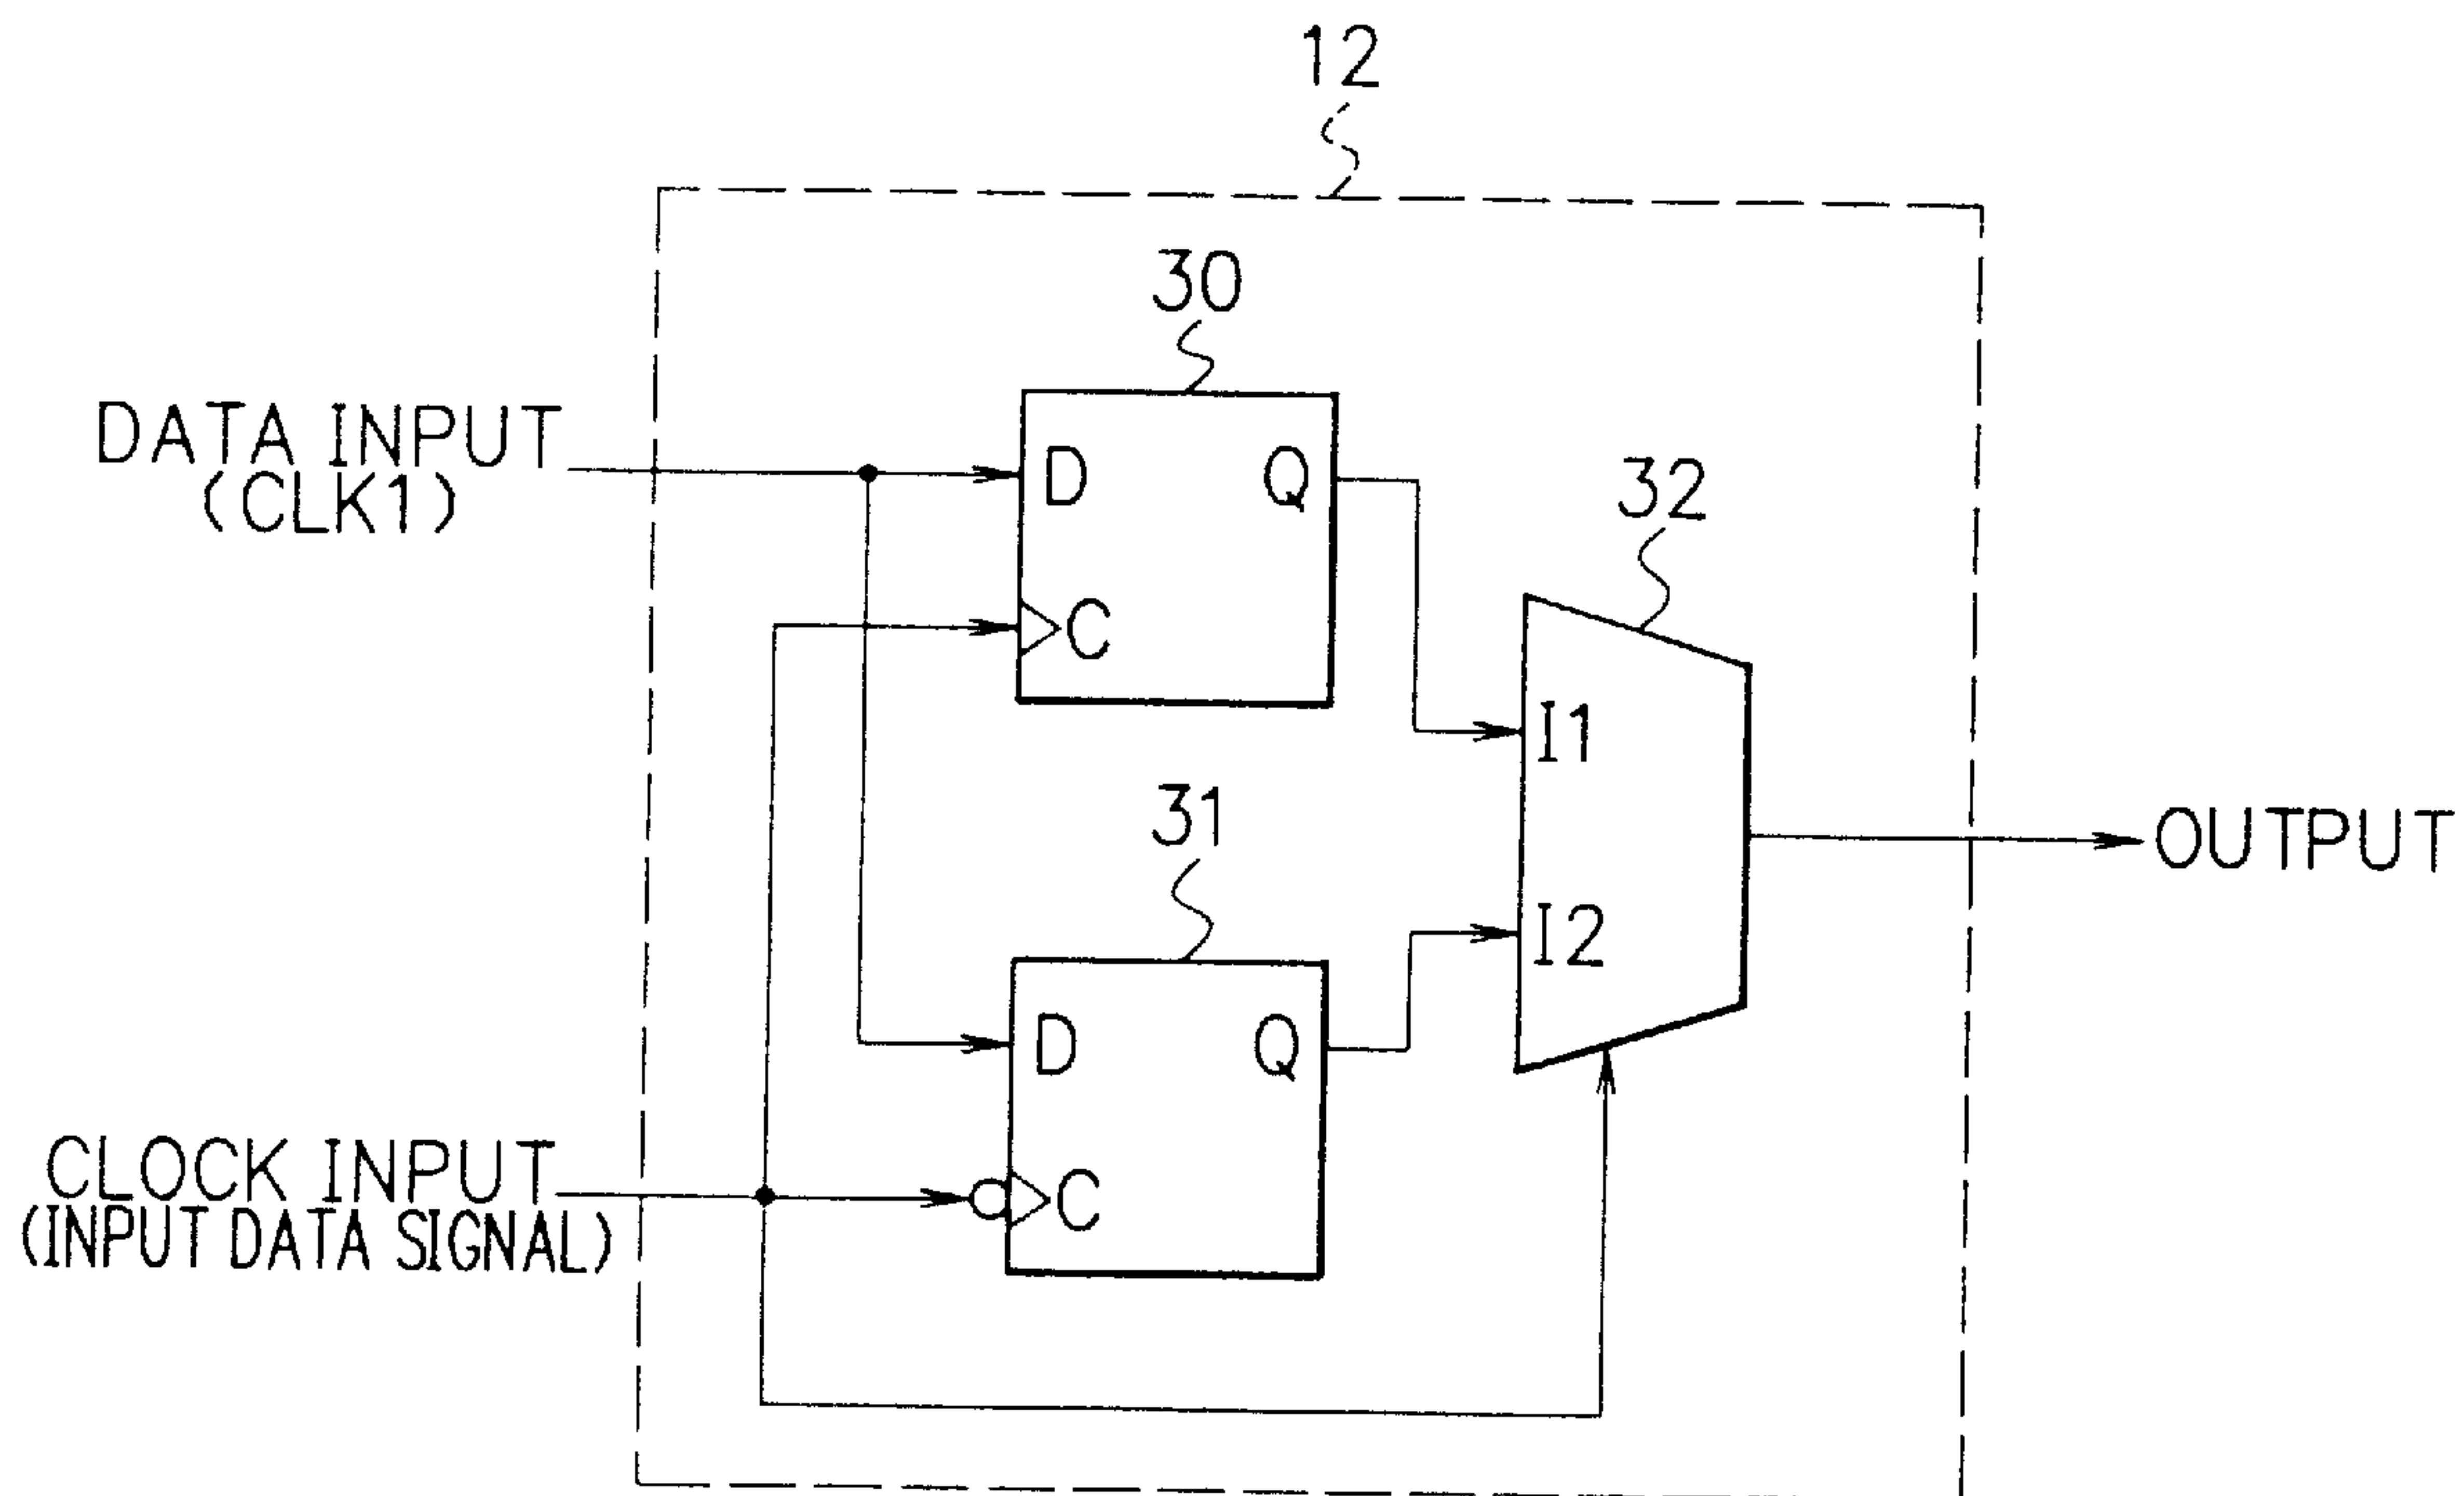 12
30
DATA INPUT
(CLK1)
D
Q
C
32
I1
31
I2
OUTPUT
D
Q
CLOCK INPUT
(INPUT DATA SIGNAL)
C